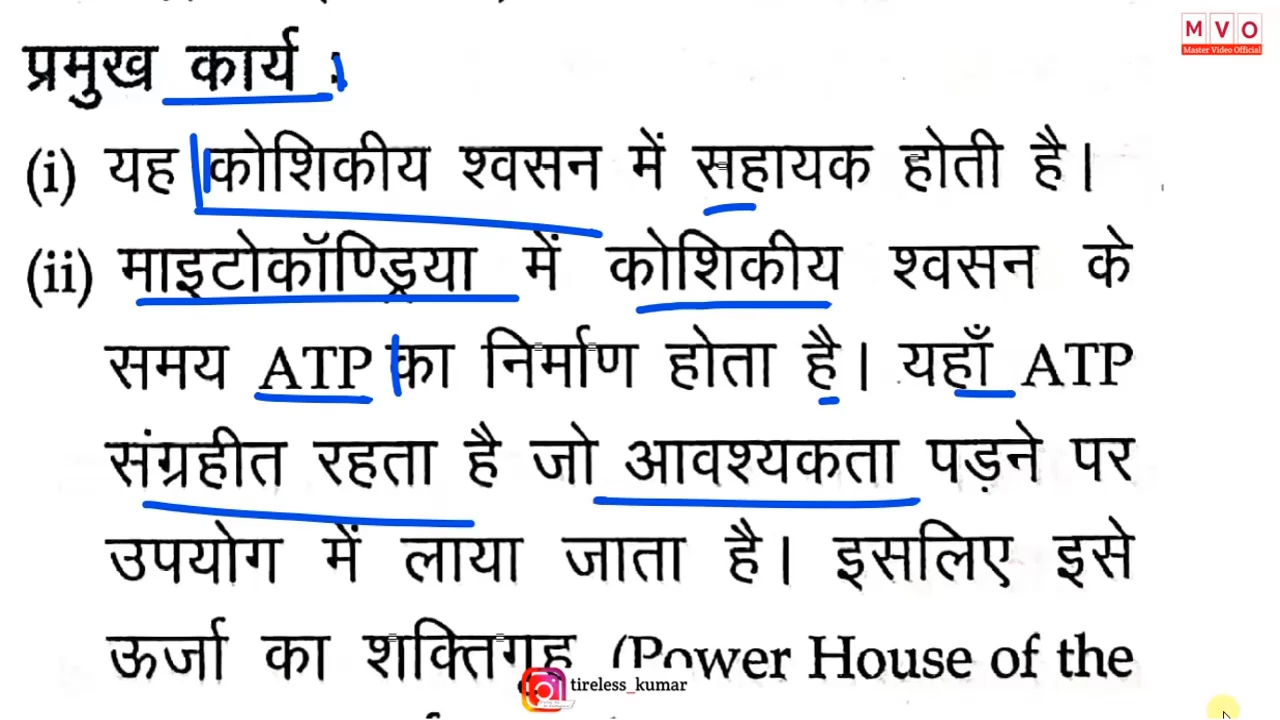 प्रमुख कार्य :
(i) यह कोशिकीय श्वसन में सहायक होती है।
(ii) माइटोकॉण्ड्रिया में कोशिकीय श्वसन के
समय ATP का निर्माण होता है। यहाँ ATP
संग्रहीत रहता है जो आवश्यकता पड़ने पर
उपयोग में लाया जाता है। इसलिए इसे
ऊर्जा का शक्तिगृह (Power House of the
M V O
Master Video Official
tireless_kumar